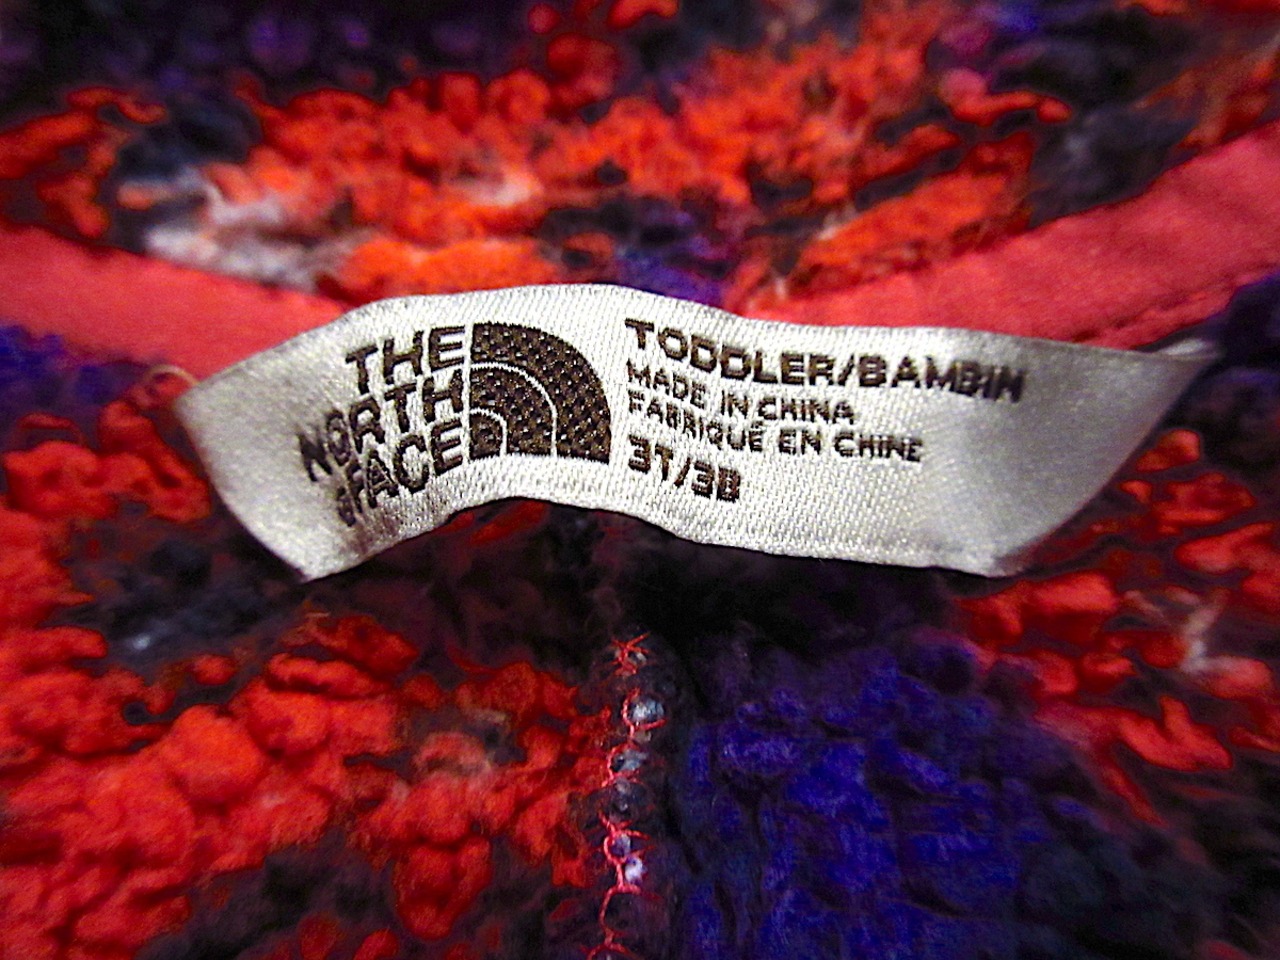 THE
NORTH
FACE
TODDLER/BAMBIN
MADE IN CHINA
FABRIQUÉ EN CHINE
3T/3B